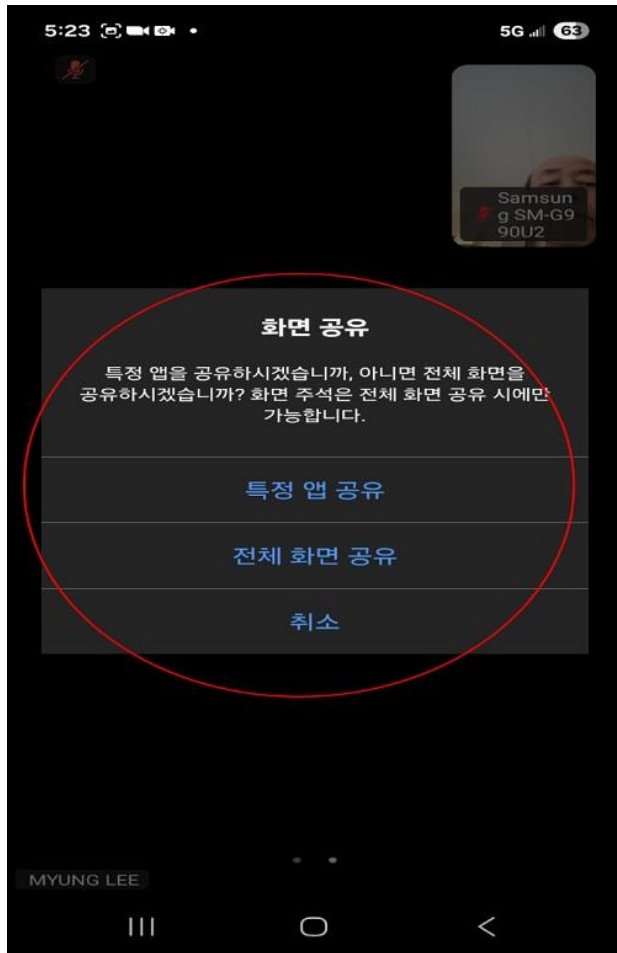 5:23
5G 63
Samsun
g SM-G9
90U2
화면 공유
특정 앱을 공유하시겠습니까, 아니면 전체 화면을
공유하시겠습니까? 화면 주석은 전체 화면 공유 시에만
가능합니다.
특정 앱 공유
전체 화면 공유
취소
MYUNG LEE